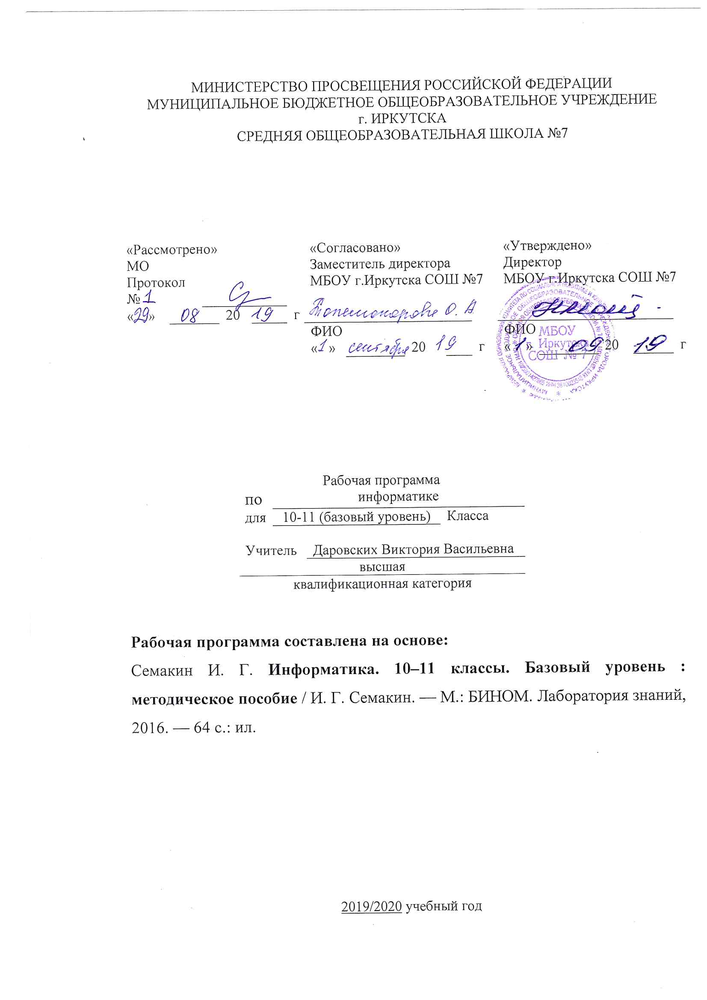 МИНИСТЕРСТВО ПРОСВЕЩЕНИЯ РОССИЙСКОЙ ФЕДЕРАЦИИ
МУНИЦИПАЛЬНОЕ БЮДЖЕТНОЕ ОБЩЕОБРАЗОВАТЕЛЬНОЕ УЧРЕЖДЕНИЕ
г. ИРКУТСКА
СРЕДНЯЯ ОБЩЕОБРАЗОВАТЕЛЬНАЯ ШКОЛА №7
«Рассмотрено»
МО
Протокол
№ 1
«29» 08 20 19 г
«Согласовано»
Заместитель директора
МБОУ г.Иркутска СОШ №7
О. А
ФИО
«1» сентября 20 19 г
«Утверждено»
Директор
МБОУ г.Иркутска СОШ №7
ФИО
«1» 09 20 19 г
МБОУ
г. Иркутска
СОШ № 7
Рабочая программа
по информатике
для 10-11 (базовый уровень) Класса
Учитель Даровских Виктория Васильевна
высшая
квалификационная категория
Рабочая программа составлена на основе:
Семакин И. Г. Информатика. 10–11 классы. Базовый уровень :
методическое пособие / И. Г. Семакин. — М.: БИНОМ. Лаборатория знаний,
2016. — 64 с.: ил.
2019/2020 учебный год